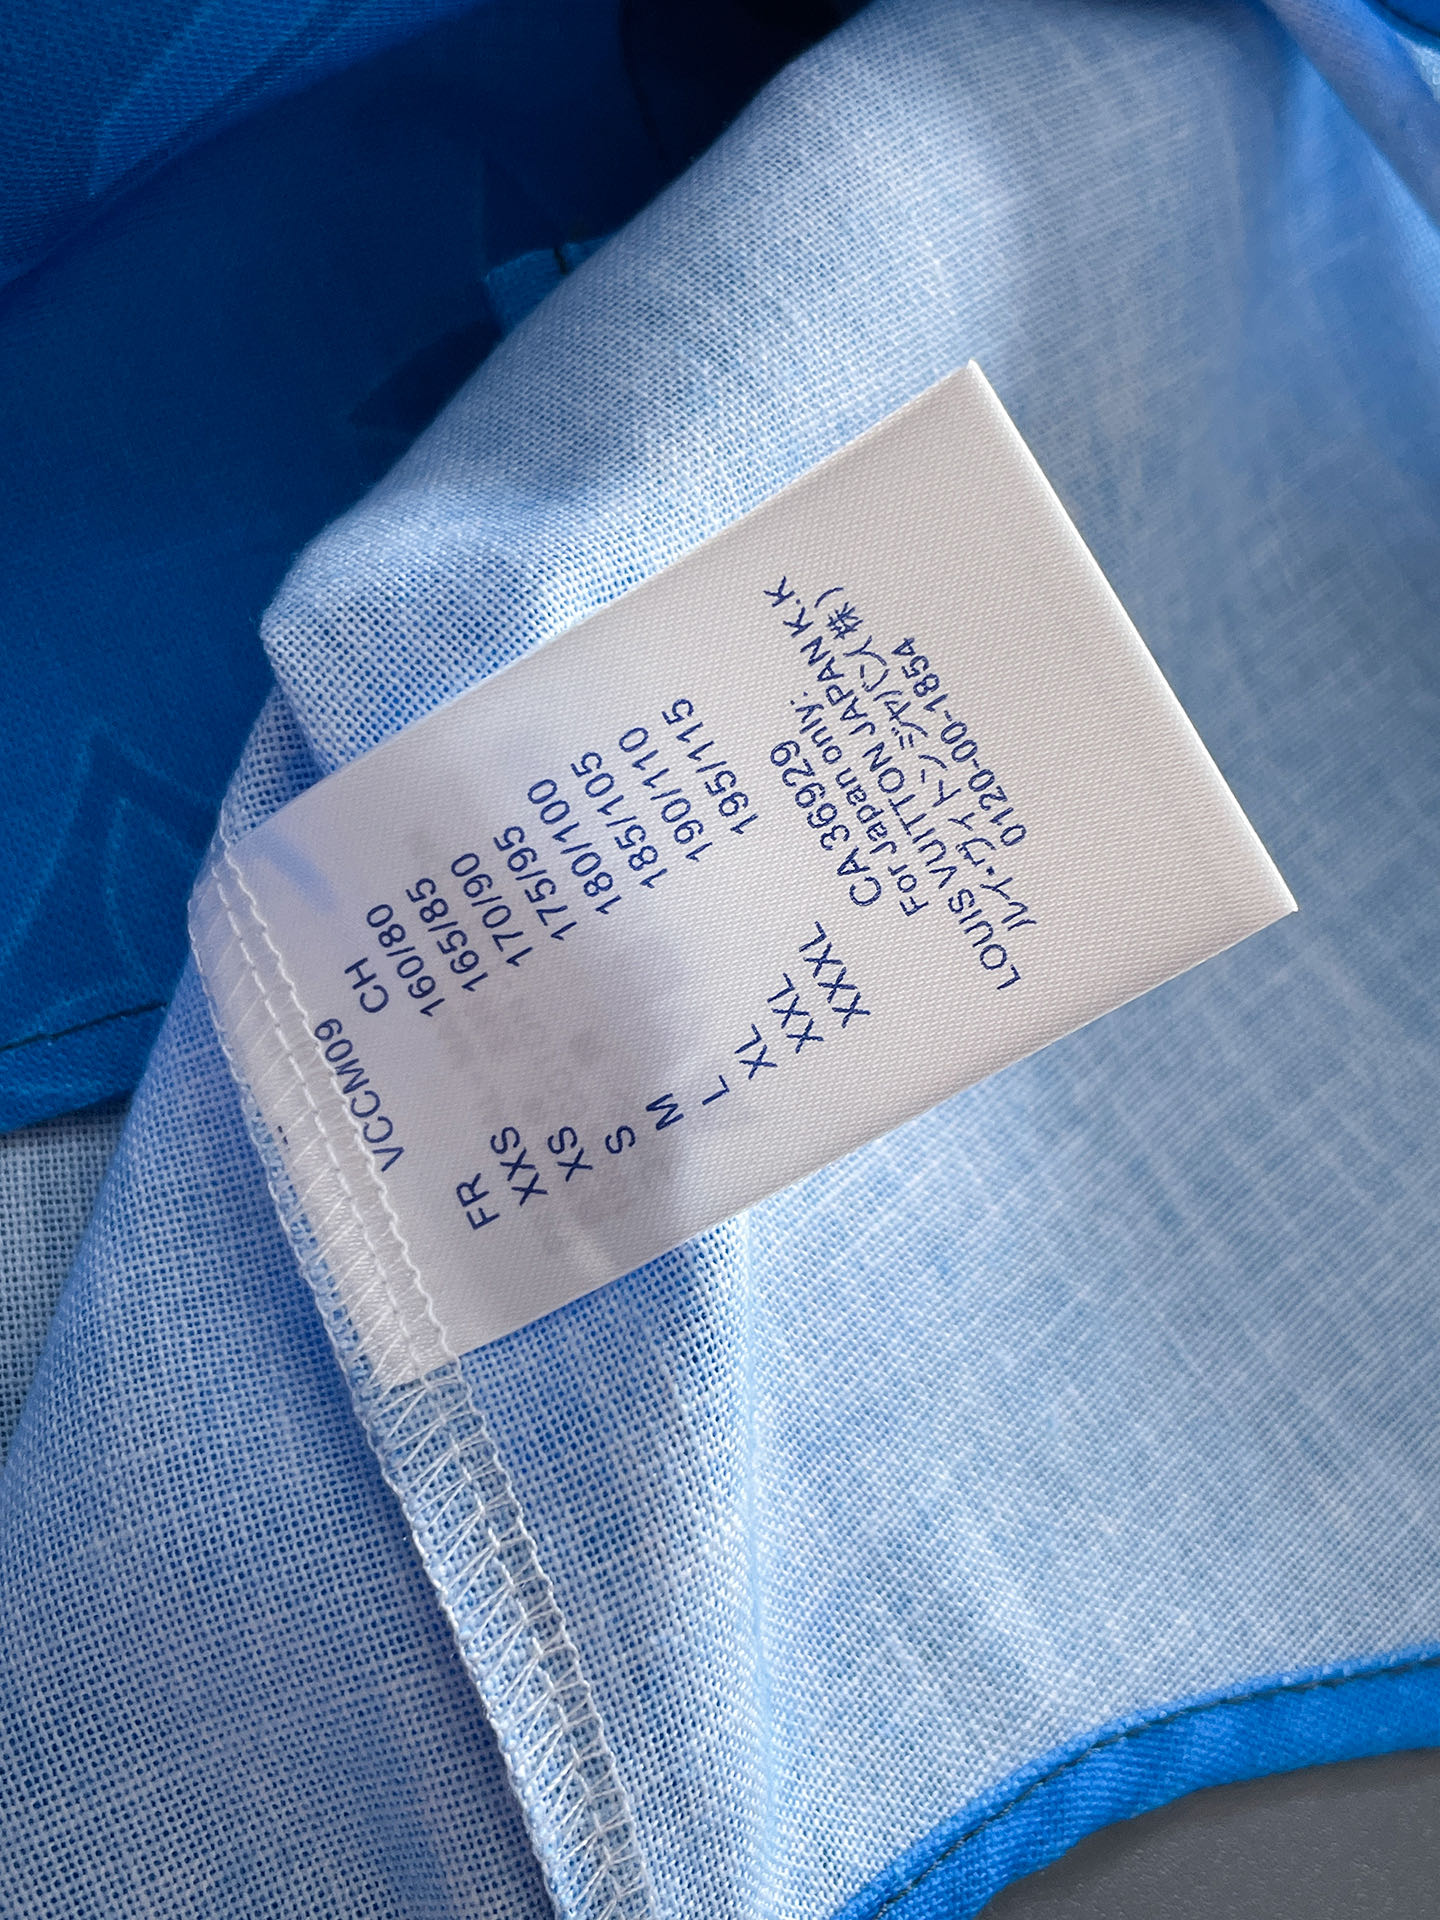 VCCM09
FR CH
XXS 160/80
XS 165/85
S 170/90
M 175/95
L 180/100
XL 185/105
XXL 190/110
XXXL 195/115
CA 36929
For Japan only:
LOUIS VUITTON JAPAN K.K
ルイ・ヴィトンジャパン(株)
0120-00-1854